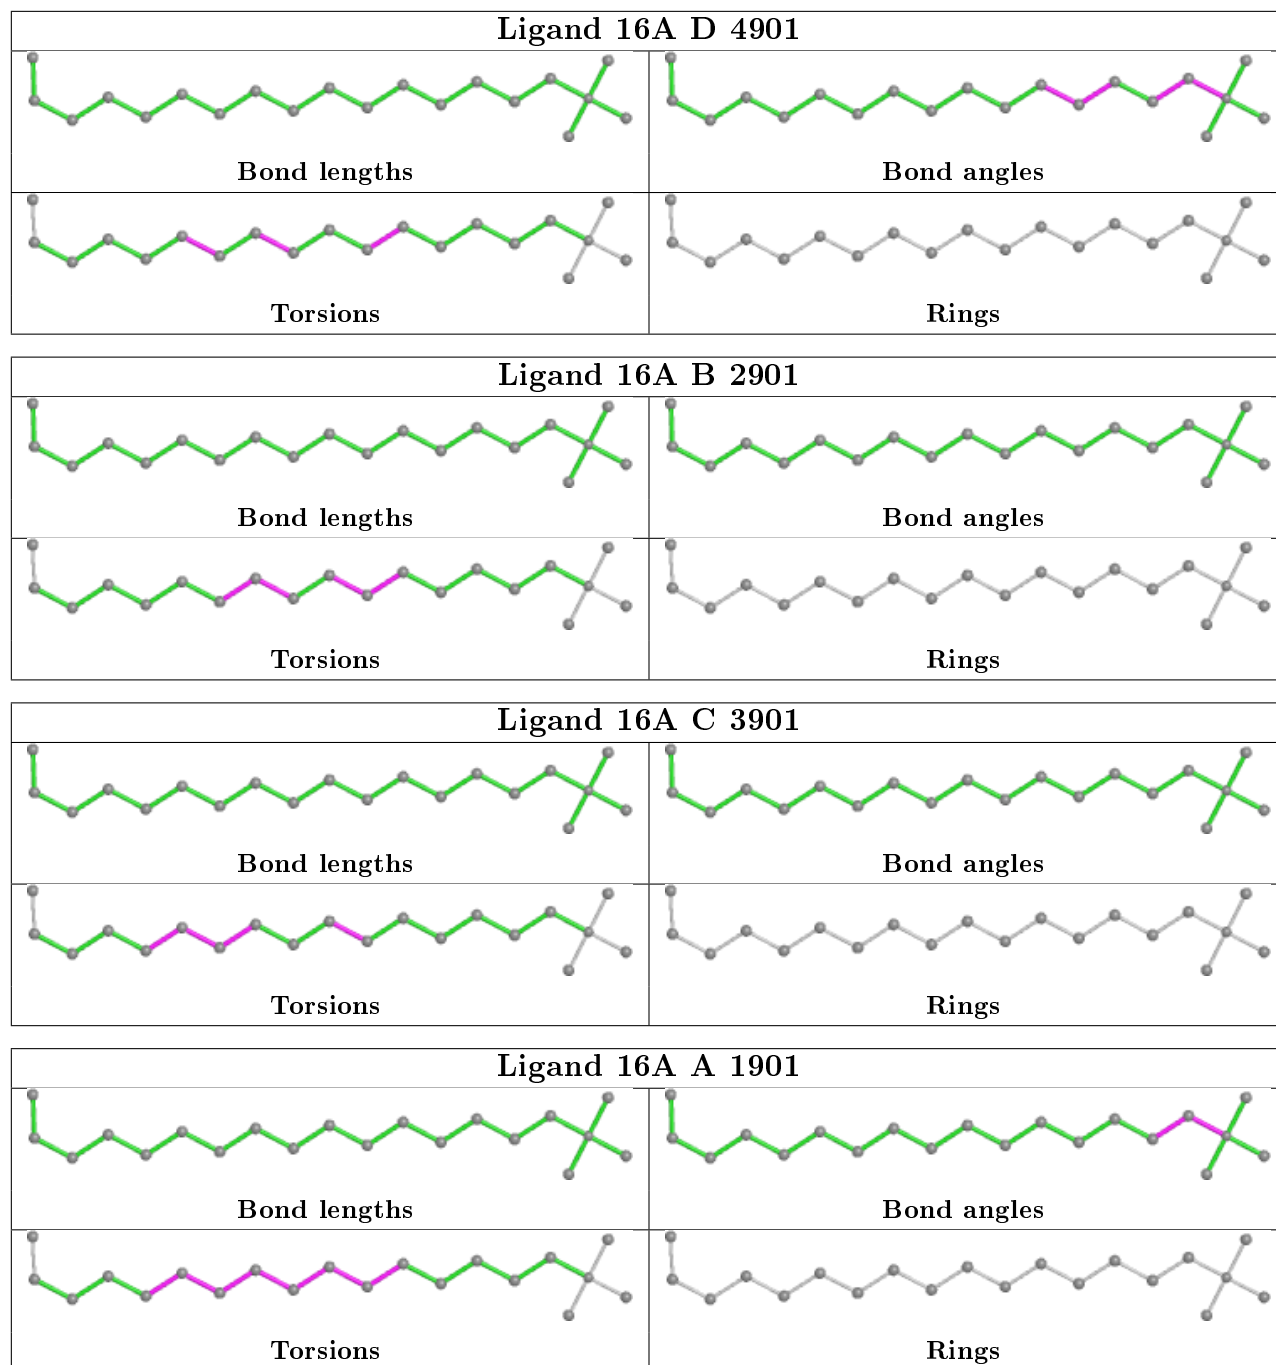 Ligand 16A D 4901
Bond lengths
Bond angles
Torsions
Rings
Ligand 16A B 2901
Bond lengths
Bond angles
Torsions
Rings
Ligand 16A C 3901
Bond lengths
Bond angles
Torsions
Rings
Ligand 16A A 1901
Bond lengths
Bond angles
Torsions
Rings